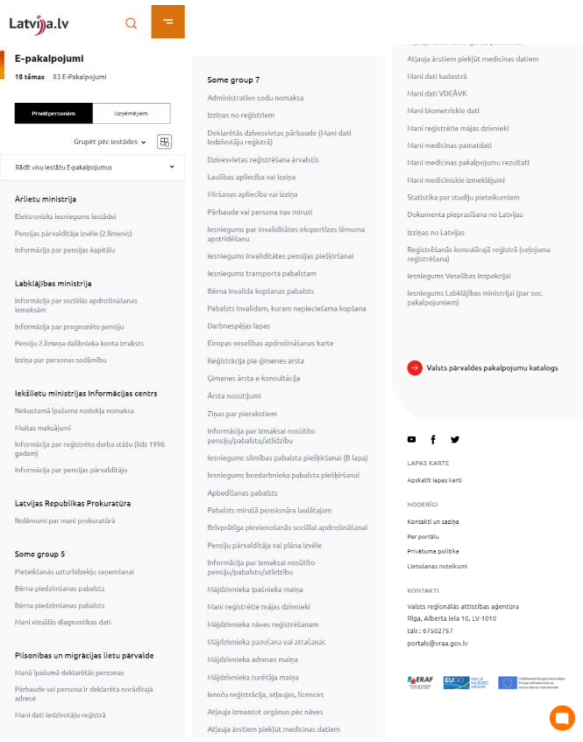 Latvija.lv
E-pakalpojumi
18 tēmas 83 E-Pakalpojumi
Privātpersonām Uzņēmējiem
Grupēt pēc iestādes
Rādīt visu iestāžu E-pakalpojumus
Ārlietu ministrija
Elektronisks iesniegums iestādei
Pensijas pārvaldītāja izvēle (2.līmenis)
Informācija par pensijas kapitālu
Labklājības ministrija
Informācija par sociālās apdrošināšanas
iemaksām
Informācija par prognozēto pensiju
Pensiju 2.līmeņa dalībnieka konta izraksts
Izziņa par personas sodāmību
Iekšlietu ministrijas Informācijas centrs
Nekustamā īpašuma nodokļa nomaksa
Muitas maksājumi
Informācija par reģistrēto darba stāžu (līdz 1996.
gadam)
Informācija par pensijas pārvaldītāju
Latvijas Republikas Prokuratūra
Nolēmumi par mani prokuratūrā
Some group 5
Pieteikšanās uzturlīdzekļu saņemšanai
Bērna piedzimšanas pabalsts
Bērna piedzimšanas pabalsts
Mani vizuālās diagnostikas dati
Pilsonības un migrācijas lietu pārvalde
Manā īpašumā deklarētās personas
Pārbaude vai persona ir deklarēta norādītajā
adresē
Mani dati Iedzīvotāju reģistrā
Some group 7
Administratīvo sodu nomaksa
Izziņas no reģistriem
Deklarētās dzīvesvietas pārbaude (Mani dati
Iedzīvotāju reģistrā)
Dzīvesvietas reģistrēšana ārvalstīs
Laulības apliecība vai izziņa
Miršanas apliecība vai izziņa
Pārbaude vai persona nav mirusi
Iesniegums par invaliditātes ekspertīzes lēmuma
apstrīdēšanu
Iesniegums invaliditātes pensijas piešķiršanai
Iesniegums transporta pabalstam
Bērna invalīda kopšanas pabalsts
Pabalsts invalīdam, kuram nepieciešama kopšana
Darbnespējas lapas
Eiropas veselības apdrošināšanas karte
Reģistrācija pie ģimenes ārsta
Ģimenes ārsta e-konsultācija
Ārsta nosūtījumi
Ziņas par pierakstiem
Informācija par izmaksai nosūtīto
pensiju/pabalstu/atlīdzību
Iesniegums slimības pabalsta piešķiršanai (B lapa)
Iesniegums bezdarbnieka pabalsta piešķiršanai
Apbedīšanas pabalsts
Pabalsts mirušā pensionāra laulātajam
Brīvprātīga pievienošanās sociālai apdrošināšanai
Pensiju pārvaldītāja vai plāna izvēle
Informācija par izmaksai nosūtīto
pensiju/pabalstu/atlīdzību
Mājdzīvnieka īpašnieka maiņa
Mani reģistrētie mājas dzīvnieki
Mājdzīvnieka nāves reģistrēšanam
Mājdzīvnieka pazušana vai atrašanās
Mājdzīvnieka adreses maiņa
Mājdzīvnieka turētāja maiņa
Ieroču reģistrācija, atļaujas, licences
Atļauja izmantot orgānus pēc nāves
Atļauja ārstiem piekļūt medicīnas datiem
Atļauja ārstiem piekļūt medicīnas datiem
Mani dati kadastrā
Mani dati VDEĀVK
Mani biometriskie dati
Mani reģistrētie mājas dzīvnieki
Mani medicīnas pamatdati
Mani medicīnas pakalpojumu rezultāti
Mani medicīniskie izmeklējumi
Statistika par studiju pieteikumiem
Dokumenta pieprasīšana no Latvijas
Izziņas no Latvijas
Reģistrēšanās konsulārajā reģistrā (ceļojuma
reģistrēšana)
Iesniegums Veselības Inspekcijai
Iesniegums Labklājības ministrijai (par soc.
pakalpojumiem)
Valsts pārvaldes pakalpojumu katalogs
LAPAS KARTE
Apskatīt lapas karti
NODERĪGI
Kontakti un saziņa
Par portālu
Privātuma politika
Lietošanas noteikumi
KONTAKTI
Valsts reģionālās attīstības aģentūra
Rīga, Alberta iela 10, LV-1010
tālr.: 67502757
portals@vraa.gov.lv
ERAF